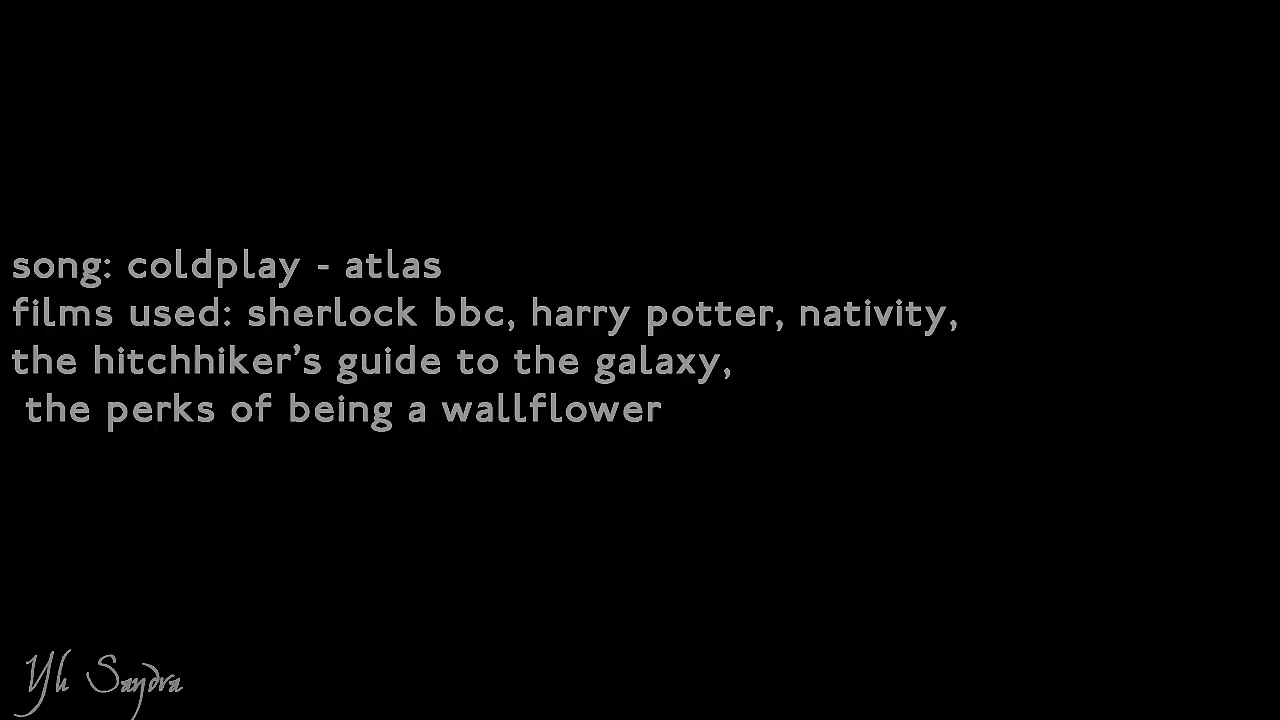 song: coldplay - atlas
films used: sherlock bbc, harry potter, nativity,
the hitchhiker's guide to the galaxy,
the perks of being a wallflower
Yh Sandra